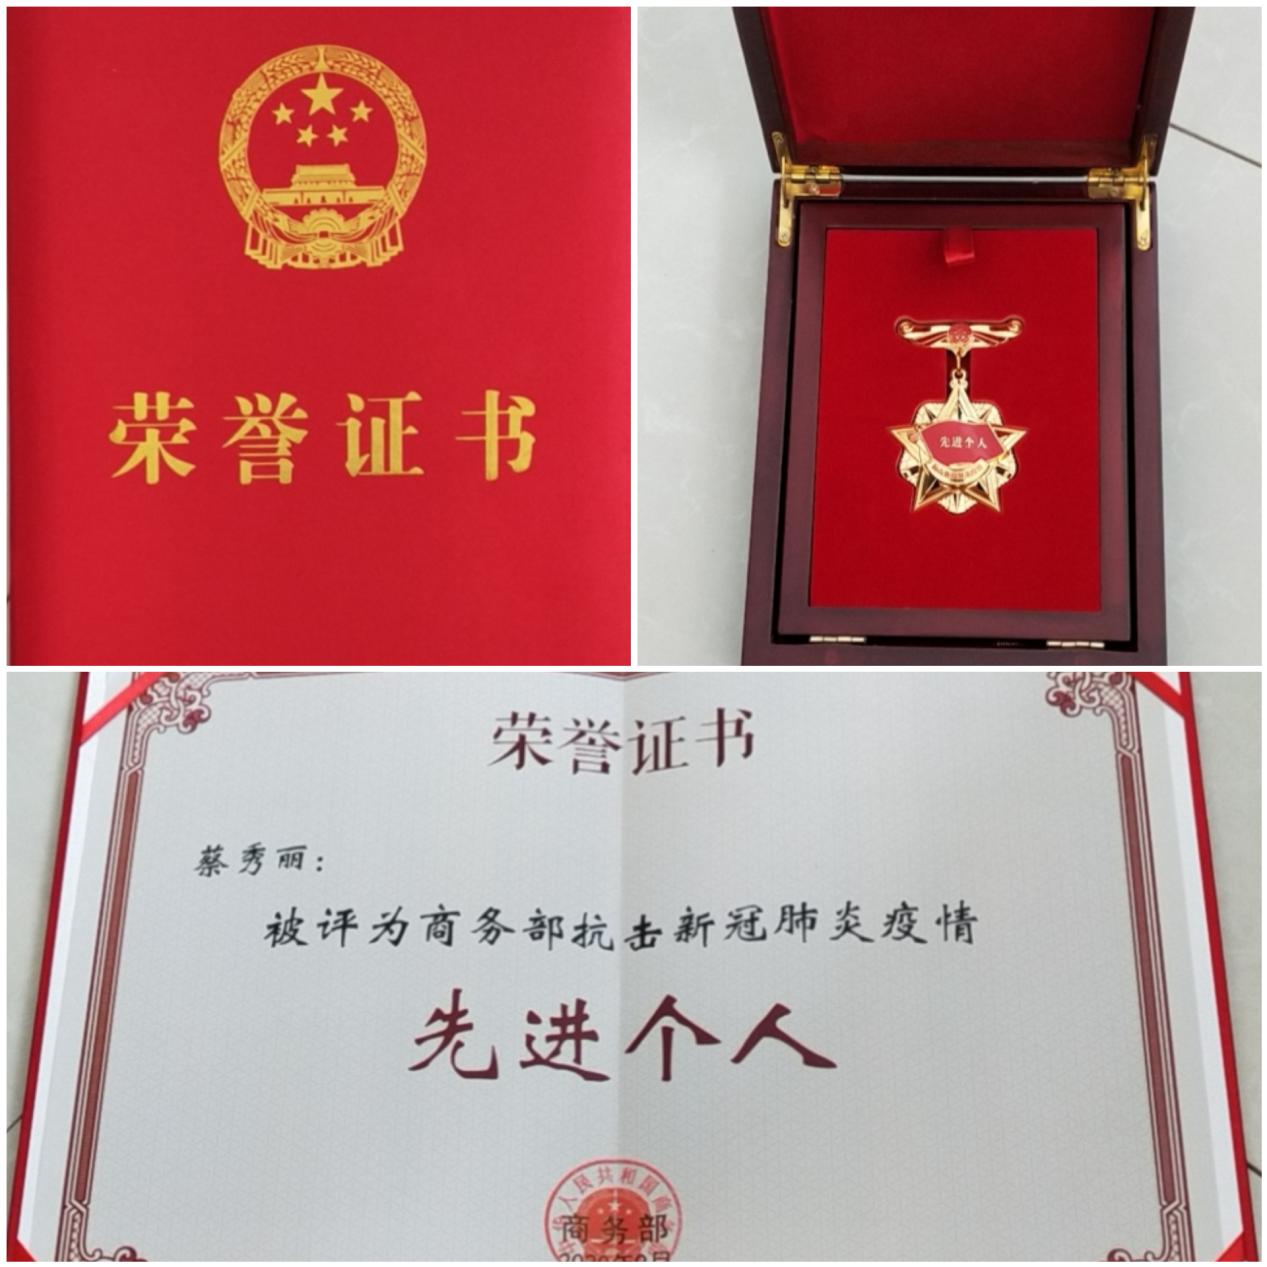 荣誉证书
先进个人
荣誉证书
蔡秀丽：
被评为商务部抗击新冠肺炎疫情
先进个人
商务部